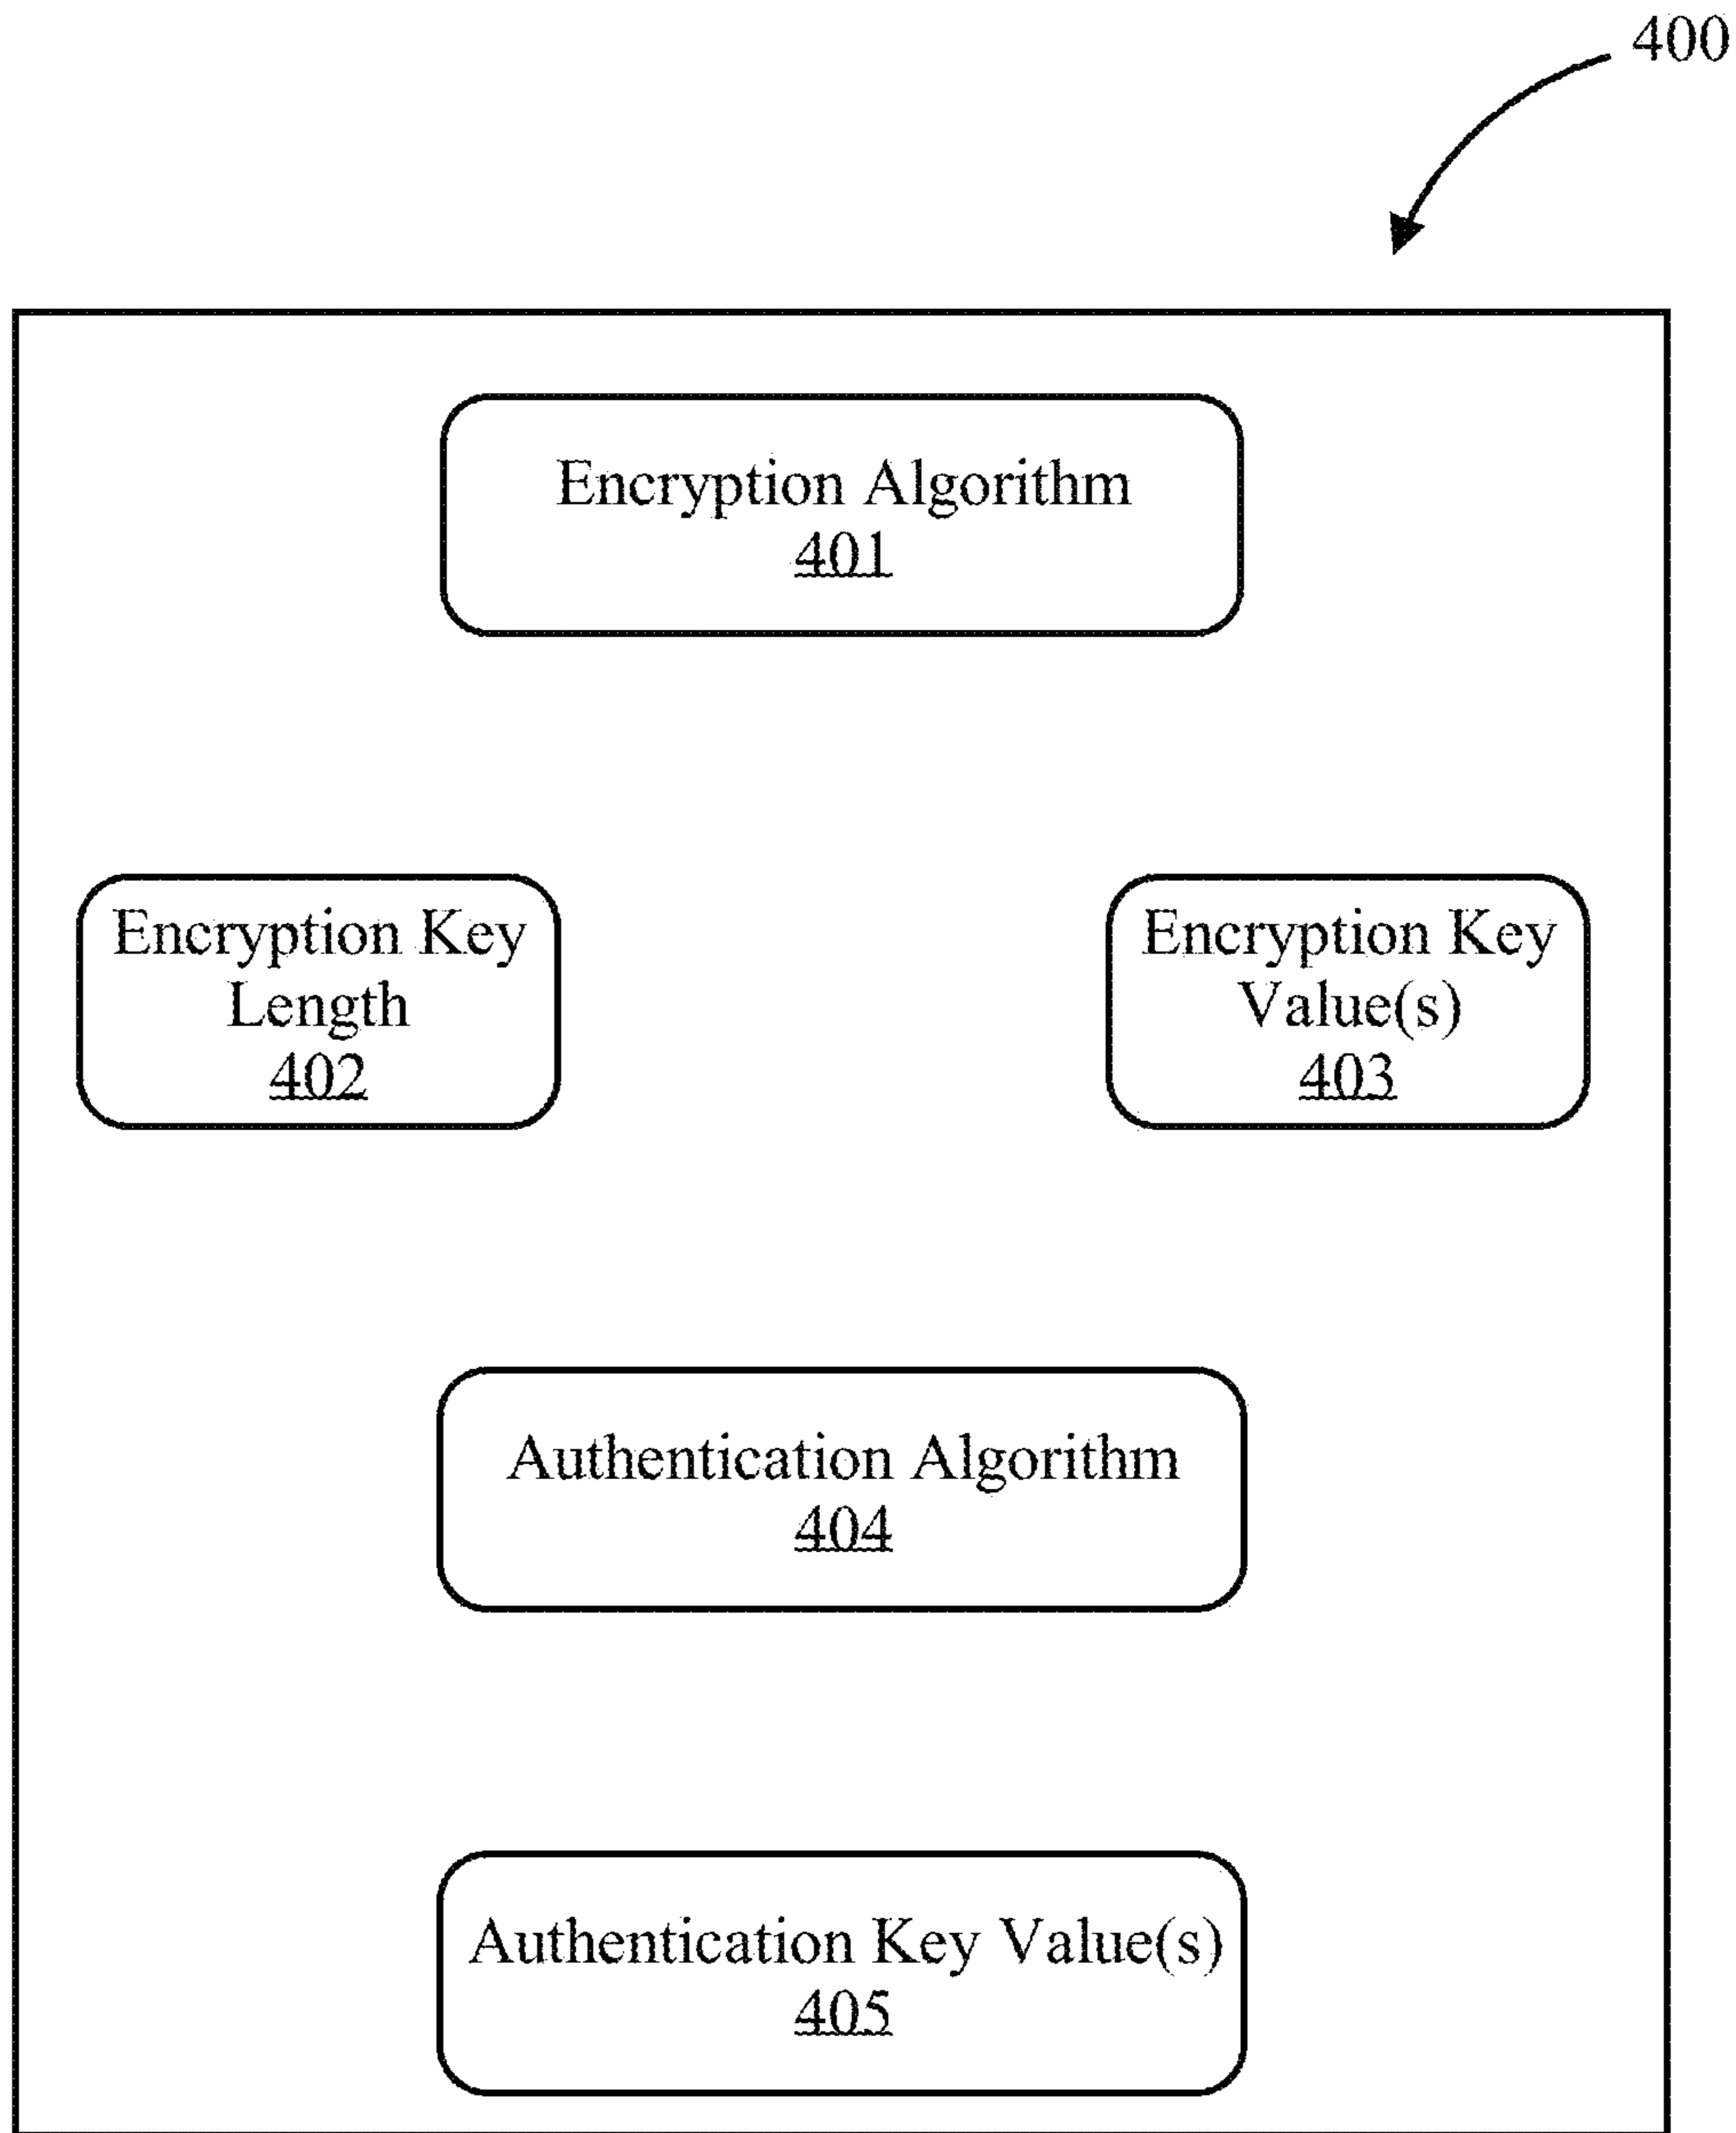 400
Encryption Algorithm
401
Encryption Key
Length
402
Encryption Key
Value(s)
403
Authentication Algorithm
404
Authentication Key Value(s)
405